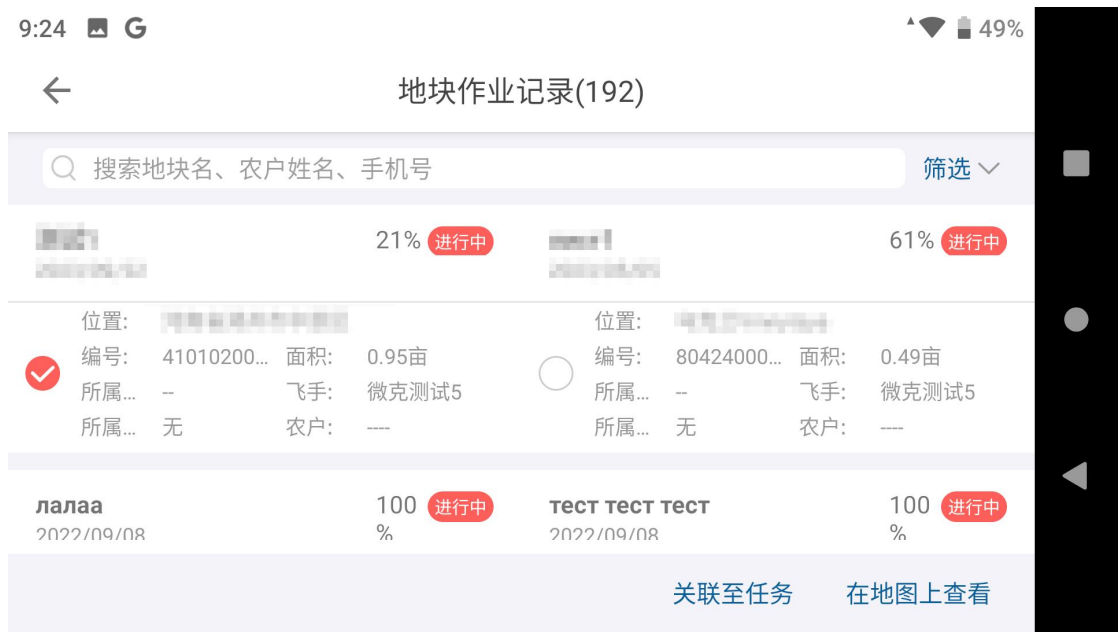 9:24 G 49%
地块作业记录(192)
搜索地块名、农户姓名、手机号 筛选
21% 进行中 61% 进行中
位置: 位置:
编号: 41010200... 面积: 0.95亩 编号: 80424000... 面积: 0.49亩
所属... -- 飞手: 微克测试5 所属... -- 飞手: 微克测试5
所属... 无 农户: ---- 所属... 无 农户: ----
лалаа 100% 进行中 тест тест тест 100% 进行中
2022/09/08 2022/09/08
关联至任务 在地图上查看